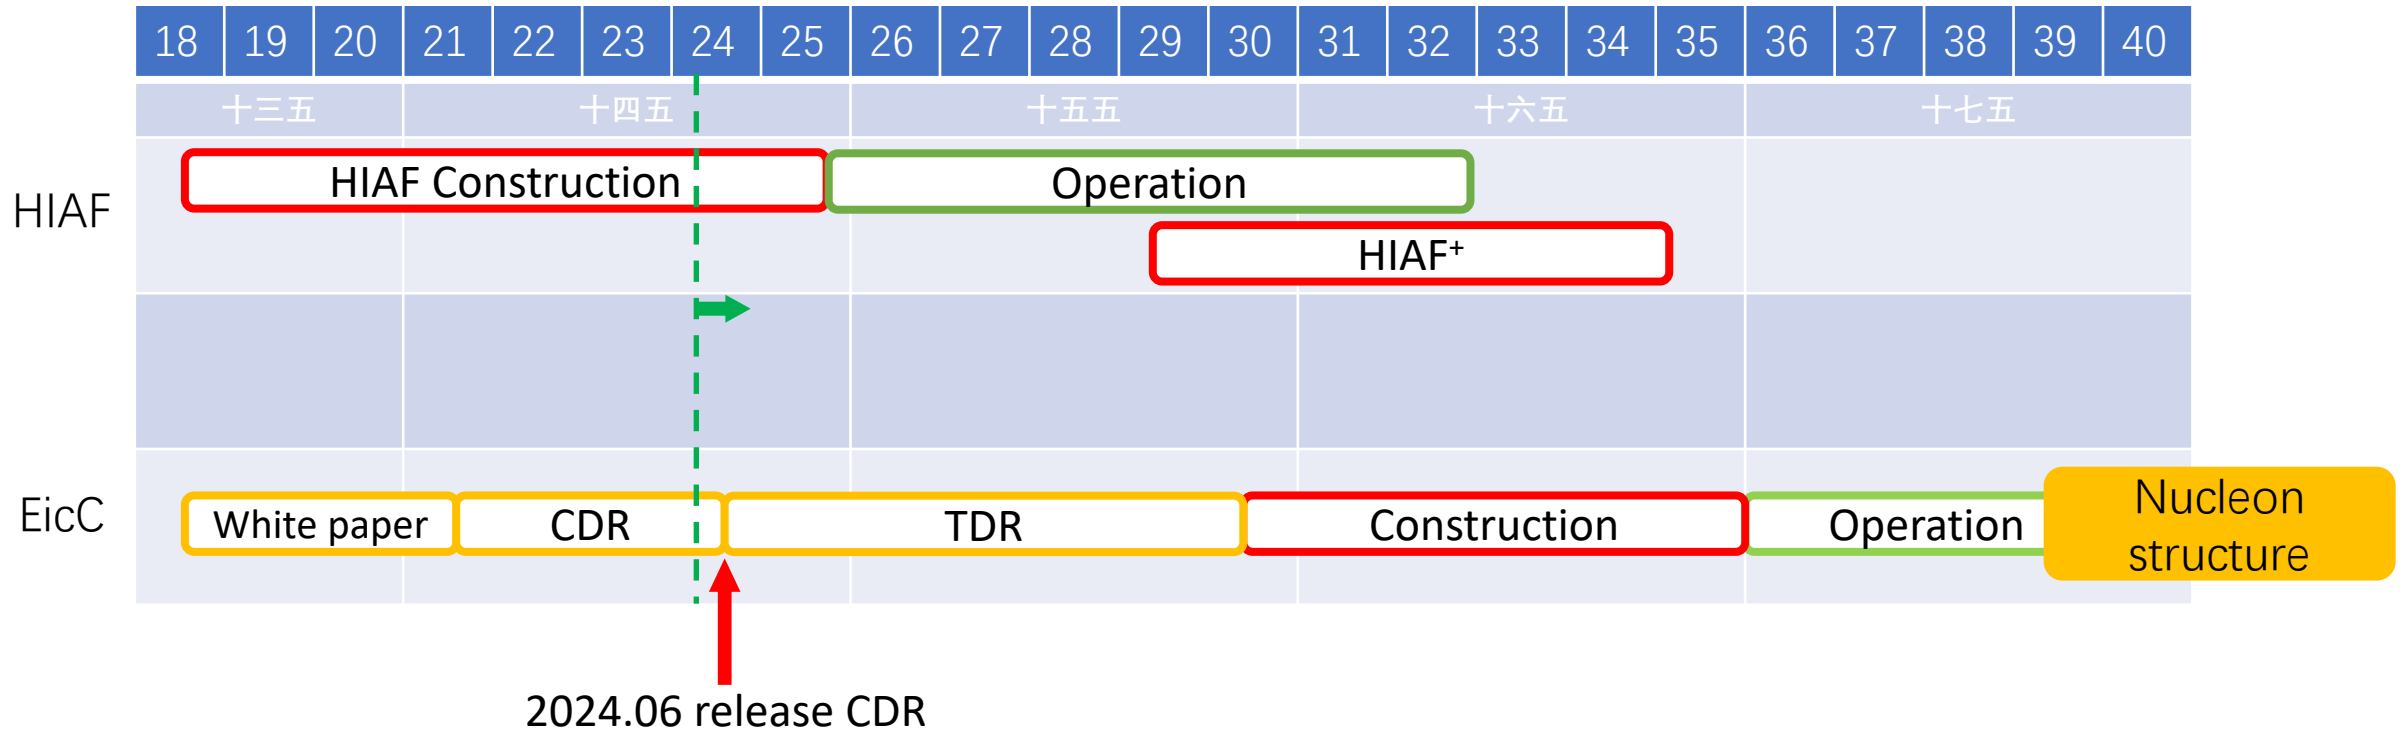 18 19 20 21 22 23 24 25 26 27 28 29 30 31 32 33 34 35 36 37 38 39 40
十三五 十四五 十五五 十六五 十七五
HIAF
HIAF Construction
Operation
HIAF⁺
EicC
White paper
CDR
TDR
Construction
Operation
Nucleon
structure
2024.06 release CDR